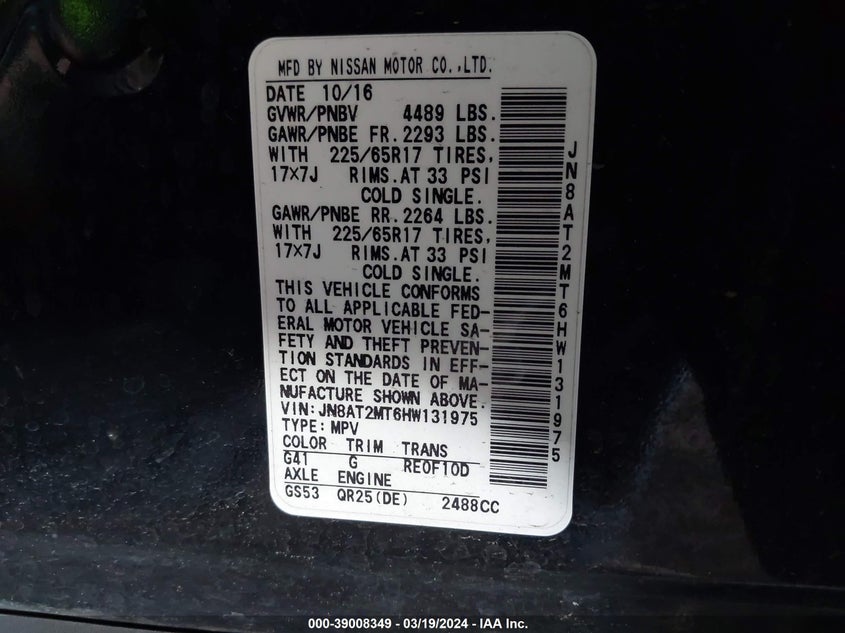 MFD BY NISSAN MOTOR CO.,LTD.
DATE 10/16
GVWR/PNBV 4489 LBS.
GAWR/PNBE FR. 2293 LBS.
WITH 225/65R17 TIRES,
17×7J RIMS.AT 33 PSI
COLD SINGLE.
GAWR/PNBE RR. 2264 LBS.
WITH 225/65R17 TIRES,
17×7J RIMS.AT 33 PSI
COLD SINGLE.
THIS VEHICLE CONFORMS
TO ALL APPLICABLE FED-
ERAL MOTOR VEHICLE SA-
FETY AND THEFT PREVEN-
TION STANDARDS IN EFF-
ECT ON THE DATE OF MA-
NUFACTURE SHOWN ABOVE.
VIN:JN8AT2MT6HW131975
TYPE:MPV
COLOR TRIM TRANS
G41 G RE0F10D
AXLE ENGINE
GS53 QR25(DE) 2488CC
JN8AT2MT6HW131975
000-39008349 - 03/19/2024 - IAA Inc.